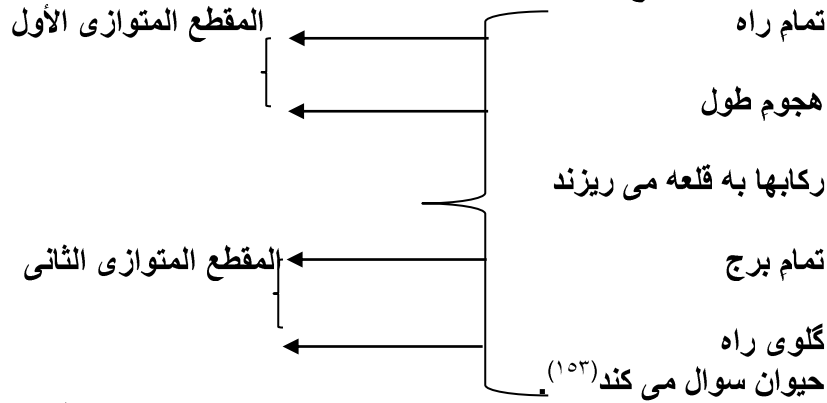 تمامِ راه المقطع المتوازى الأول
هجومِ طول
ركابها به قلعه مى ريزند
تمامِ برج المقطع المتوازى الثانى
گلوى راه
حيوان سوال مى كند(١٥٣).